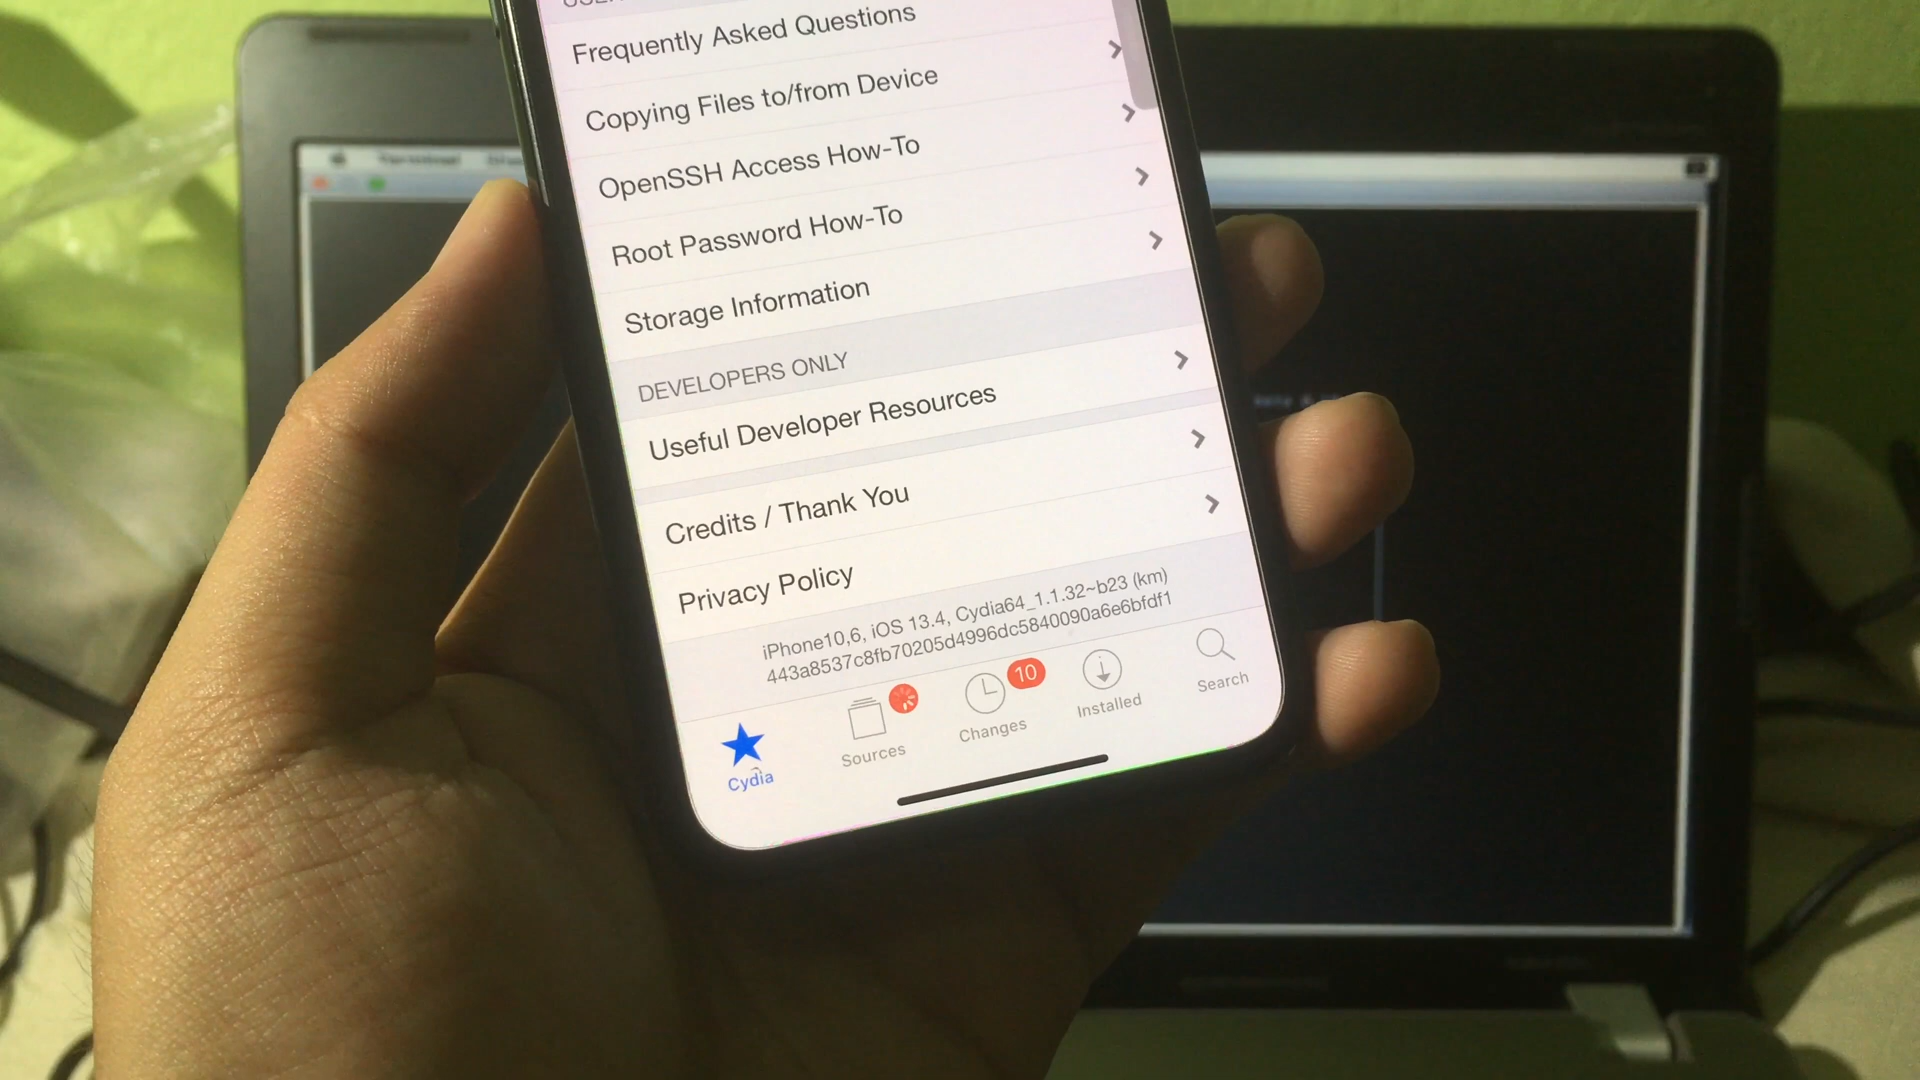 Frequently Asked Questions
Copying Files to/from Device
OpenSSH Access How-To
Root Password How-To
Storage Information
DEVELOPERS ONLY
Useful Developer Resources
Credits / Thank You
Privacy Policy
iPhone10,6, iOS 13.4, Cydia64_1.1.32~b23 (km)
443a8537c8fb70205d4996dc5840090a6e6bfdf1
10
Cydia
Sources
Changes
Installed
Search
Terminal